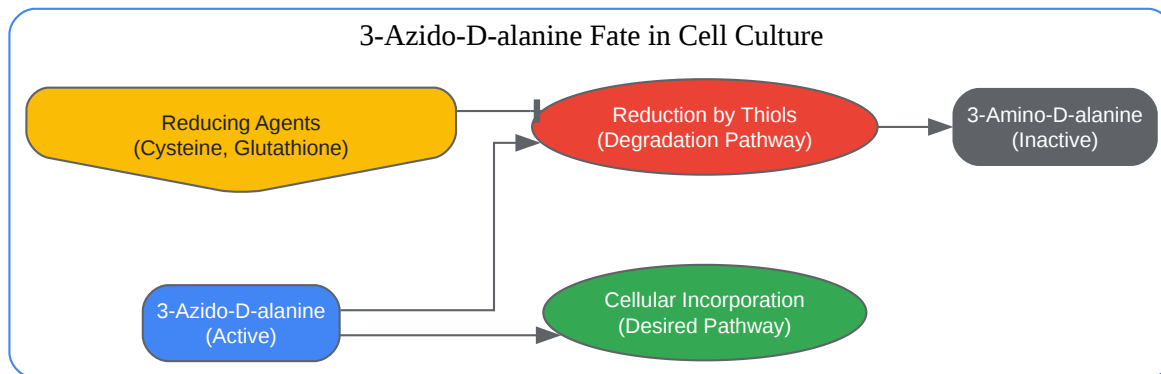 3-Azido-D-alanine Fate in Cell Culture
Reducing Agents
(Cysteine, Glutathione)
Reduction by Thiols
(Degradation Pathway)
3-Amino-D-alanine
(Inactive)
3-Azido-D-alanine
(Active)
Cellular Incorporation
(Desired Pathway)